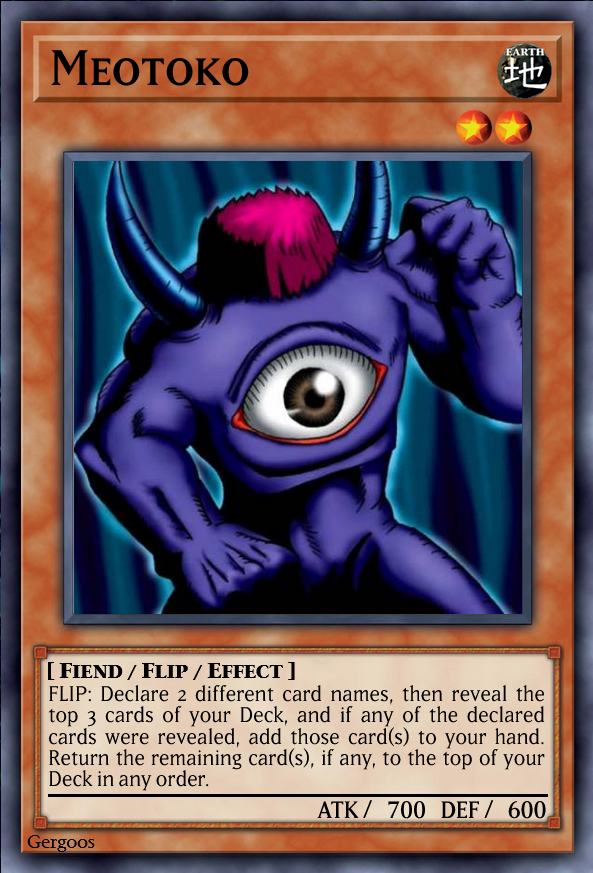 Meotoko
EARTH
地
[ Fiend / Flip / Effect ]
FLIP: Declare 2 different card names, then reveal the
top 3 cards of your Deck, and if any of the declared
cards were revealed, add those card(s) to your hand.
Return the remaining card(s), if any, to the top of your
Deck in any order.
ATK / 700 DEF / 600
Gergoos